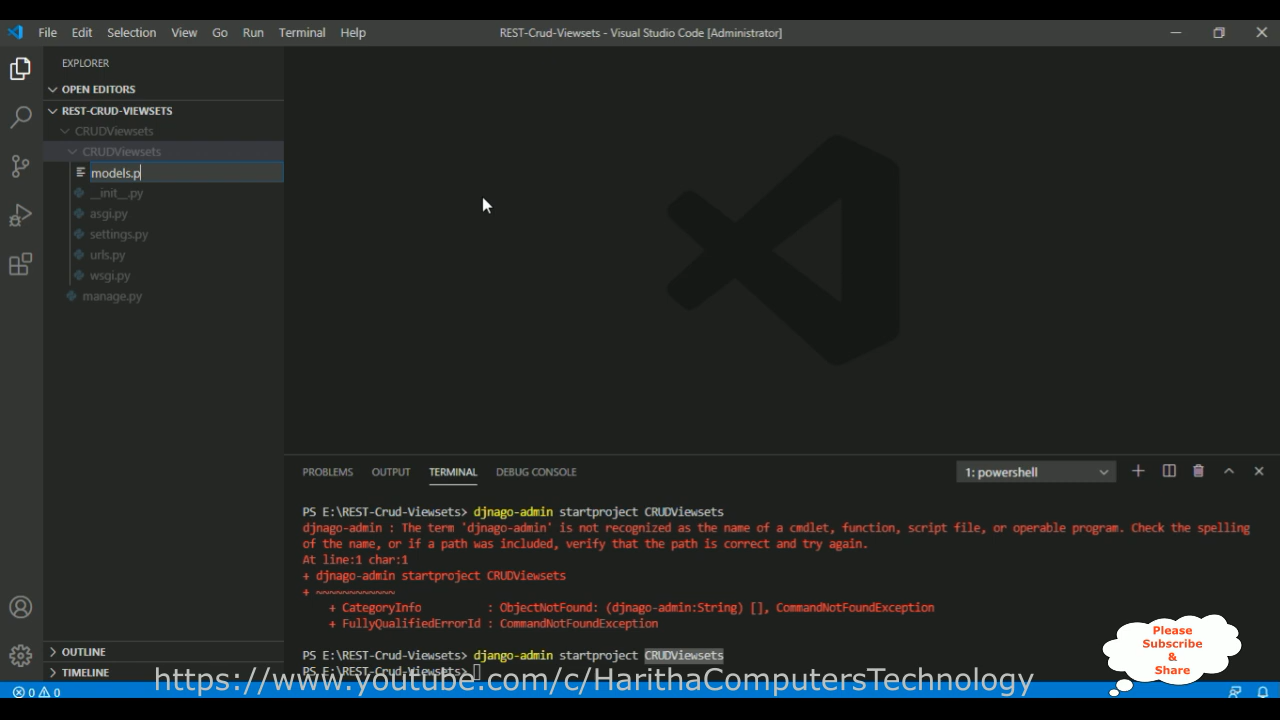 File Edit Selection View Go Run Terminal Help
REST-Crud-Viewsets - Visual Studio Code [Administrator]
EXPLORER
OPEN EDITORS
REST-CRUD-VIEWSETS
CRUDViewsets
CRUDViewsets
models.p
__init__.py
asgi.py
settings.py
urls.py
wsgi.py
manage.py
OUTLINE
TIMELINE
PROBLEMS OUTPUT TERMINAL DEBUG CONSOLE
1: powershell
PS E:\REST-Crud-Viewsets> djnago-admin startproject CRUDViewsets
djnago-admin : The term 'djnago-admin' is not recognized as the name of a cmdlet, function, script file, or operable program. Check the spelling
of the name, or if a path was included, verify that the path is correct and try again.
At line:1 char:1
+ djnago-admin startproject CRUDViewsets
+ ~~~~~~~~~~~~
+ CategoryInfo : ObjectNotFound: (djnago-admin:String) [], CommandNotFoundException
+ FullyQualifiedErrorId : CommandNotFoundException
PS E:\REST-Crud-Viewsets> django-admin startproject CRUDViewsets
PS E:\REST-Crud-Viewsets>
Please
Subscribe
&
Share
https://www.youtube.com/c/HarithaComputersTechnology
0 0